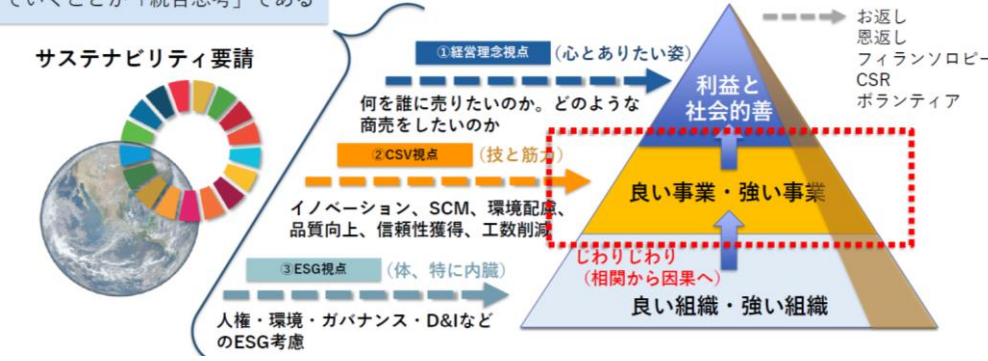 ていくことが「統合思考」である
サステナビリティ要請
①経営理念視点 (心とありたい姿)
何を誰に売りたいのか。どのような
商売をしたいのか
②CSV視点 (技と筋力)
イノベーション、SCM、環境配慮、
品質向上、信頼性獲得、工数削減
③ESG視点 (体、特に内臓)
人権・環境・ガバナンス・D&Iなど
のESG考慮
利益と
社会的善
良い事業・強い事業
じわりじわり
(相関から因果へ)
良い組織・強い組織
お返し
恩返し
フィランソロピー
CSR
ボランティア